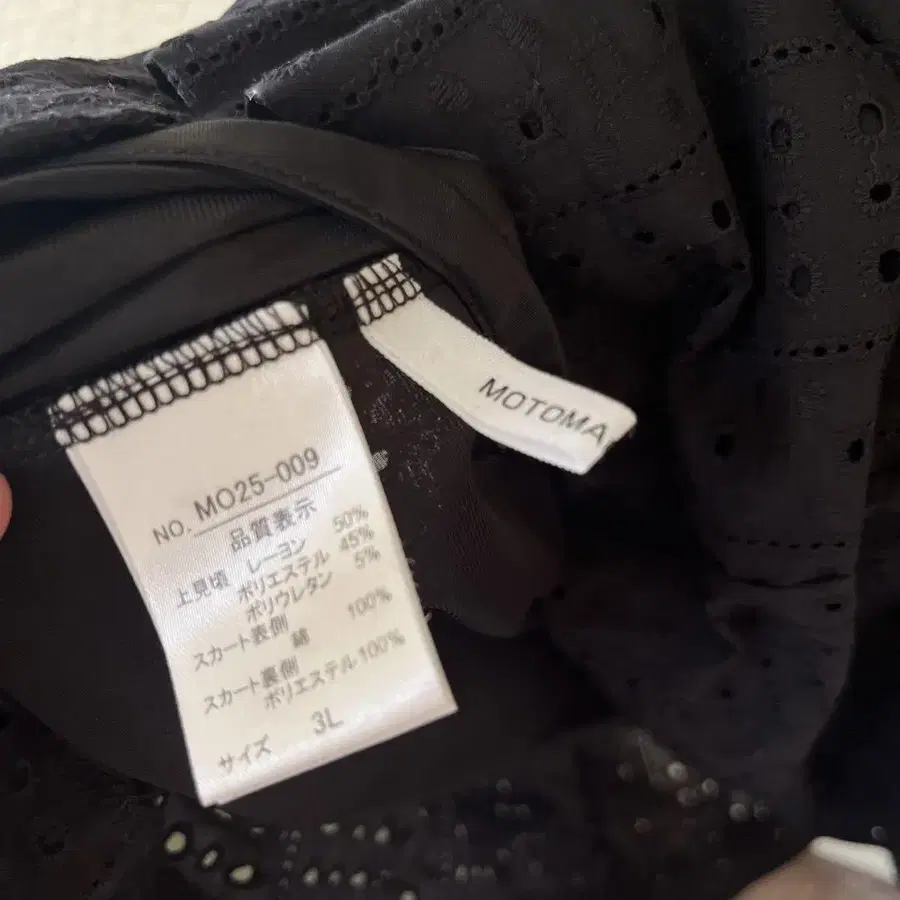 NO. MO25-009
品質表示
上見頃 レーヨン 50%
ポリエステル 45%
ポリウレタン 5%
スカート表側
綿 100%
スカート裏側
ポリエステル 100%
サイズ 3L
MOTOMA